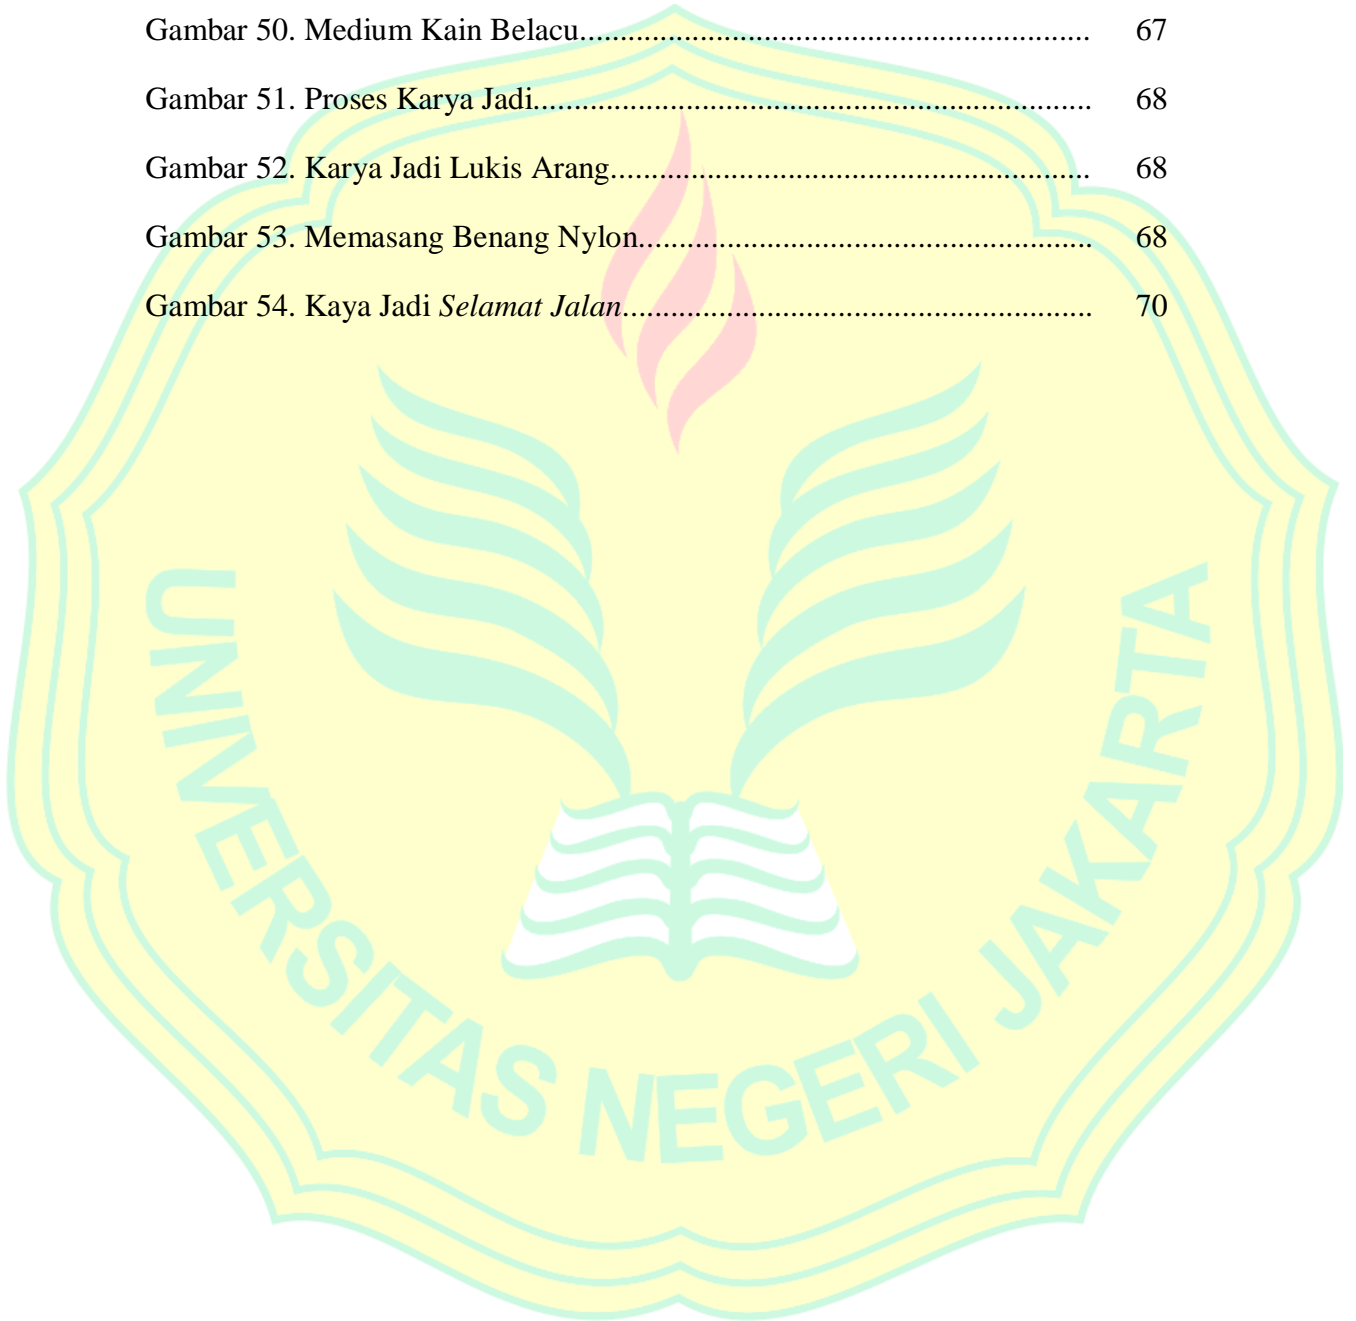 Gambar 50. Medium Kain Belacu............................................................... 67
Gambar 51. Proses Karya Jadi..................................................................... 68
Gambar 52. Karya Jadi Lukis Arang........................................................... 68
Gambar 53. Memasang Benang Nylon........................................................ 68
Gambar 54. Kaya Jadi Selamat Jalan.......................................................... 70
UNIVERSITAS NEGERI JAKARTA